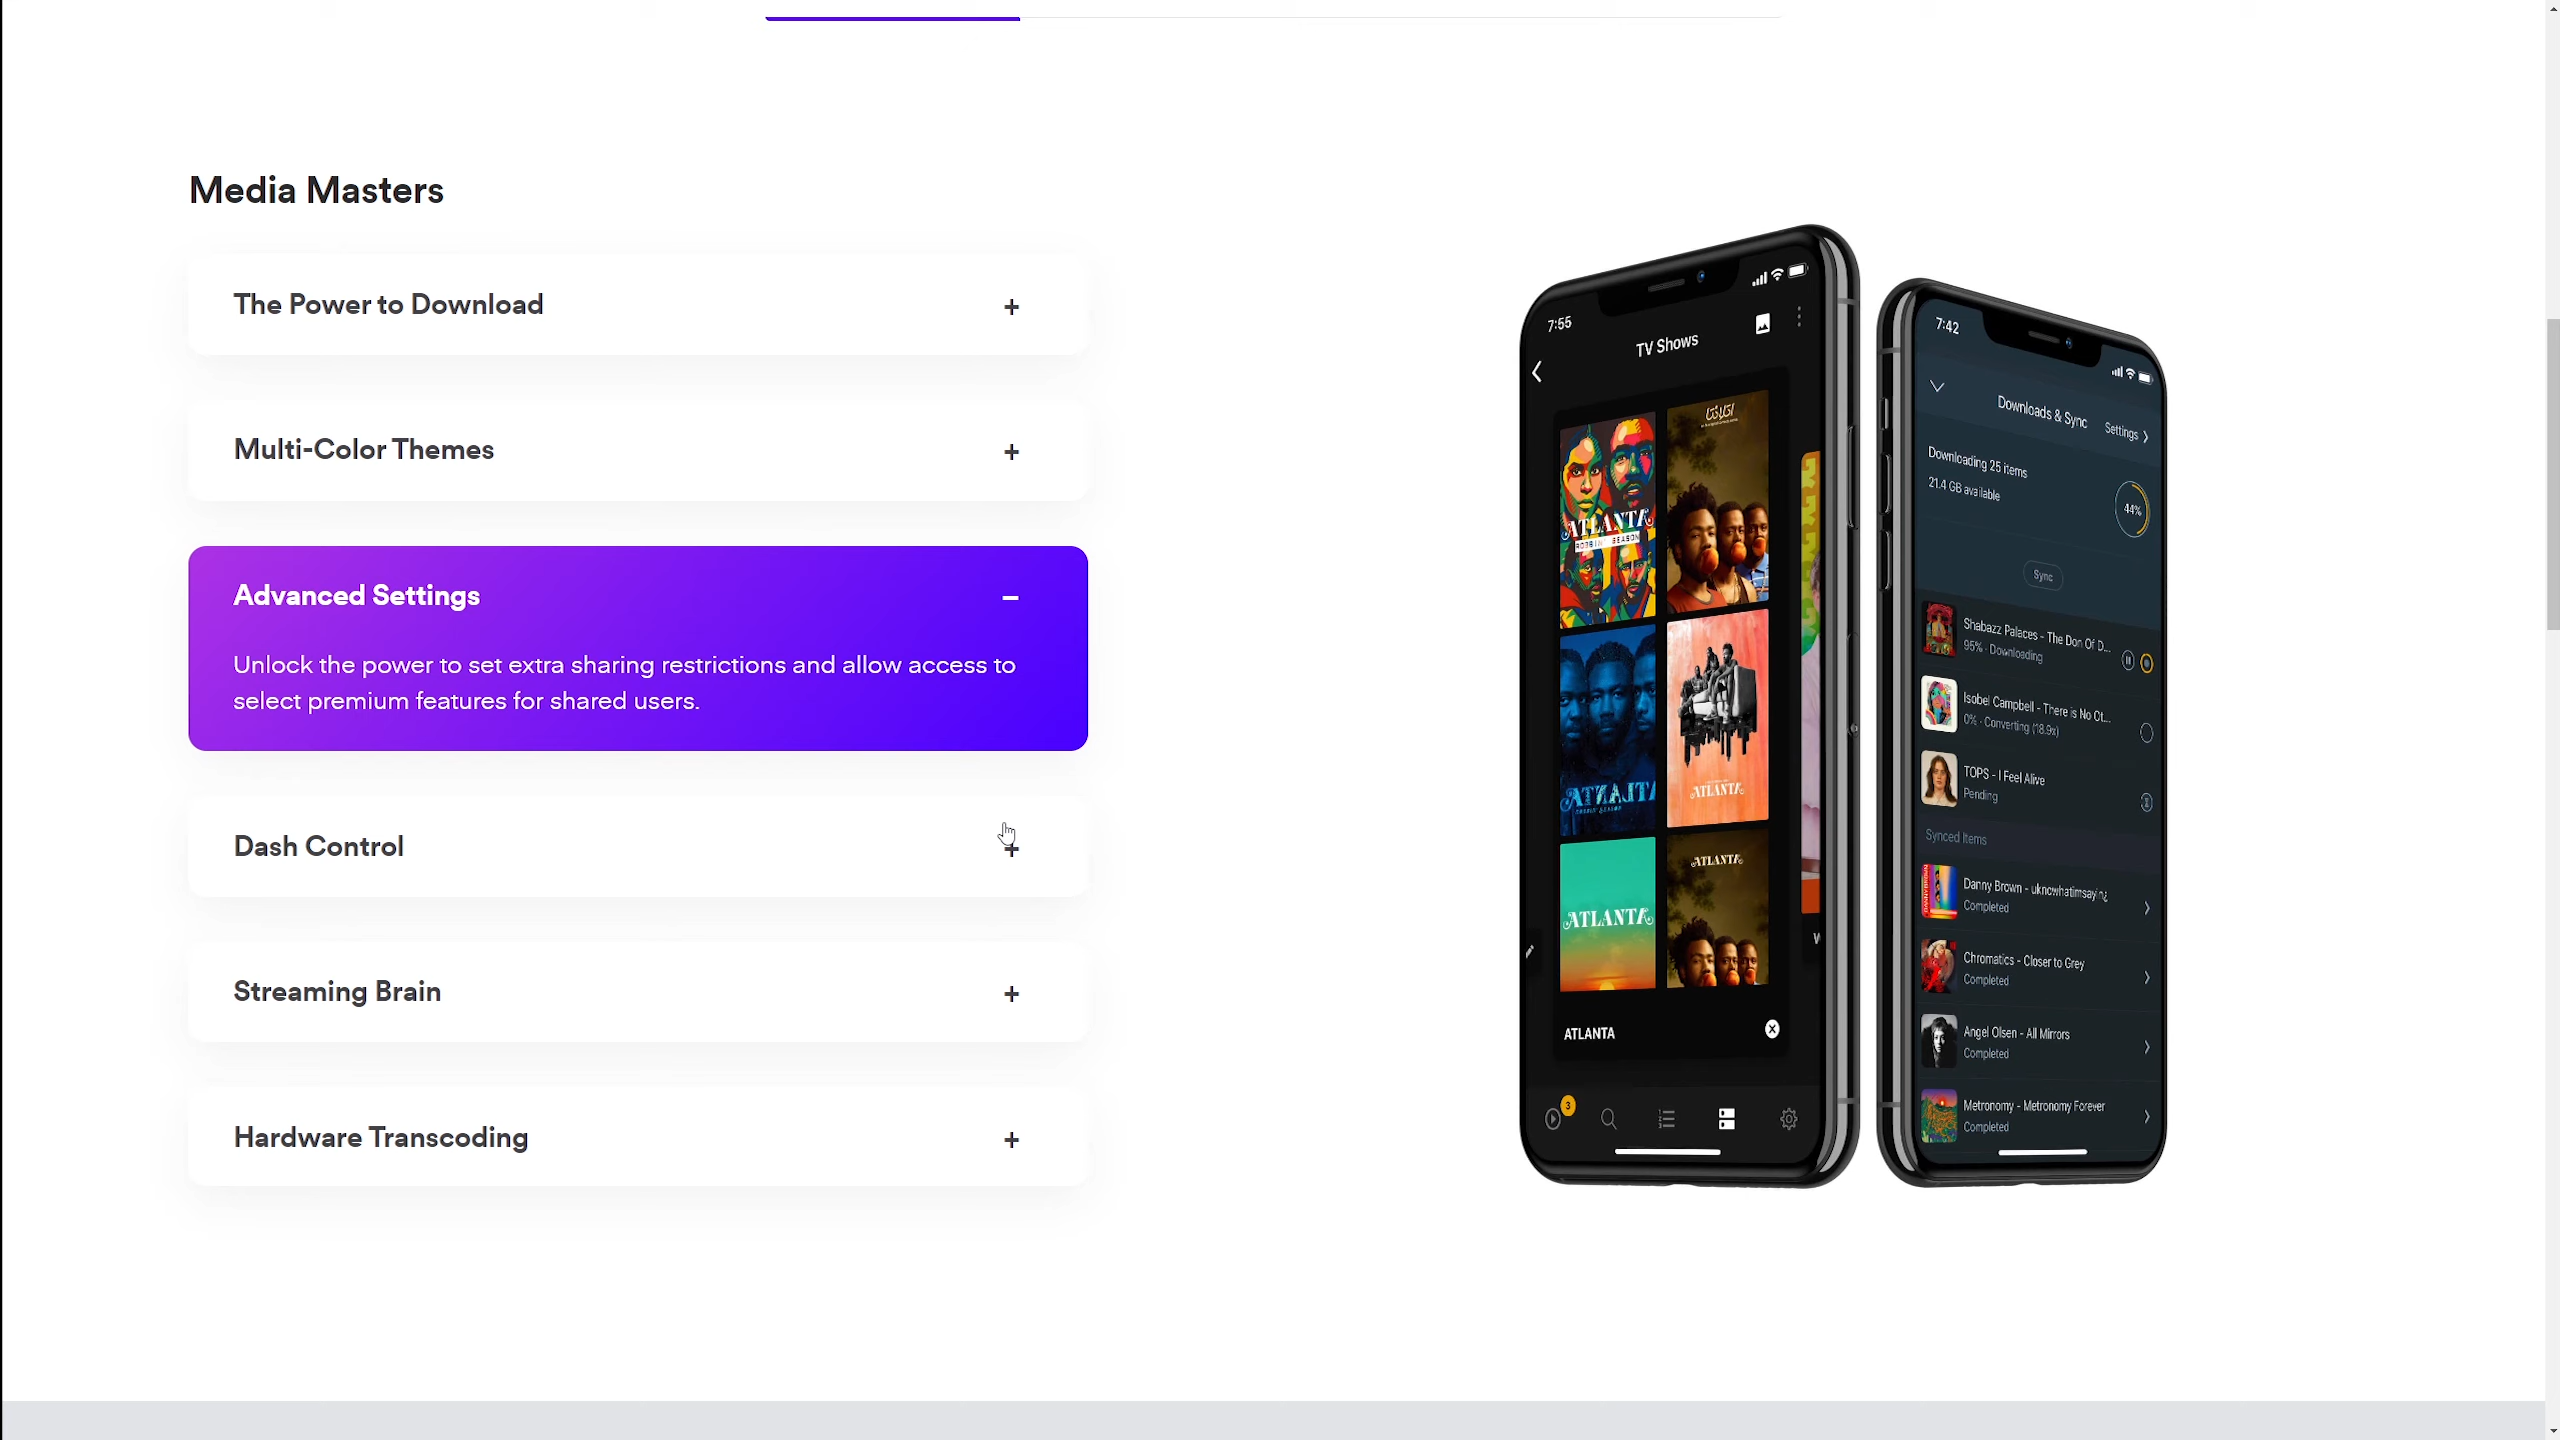 Media Masters
The Power to Download
+
Multi-Color Themes
+
Advanced Settings
–
Unlock the power to set extra sharing restrictions and allow access to
select premium features for shared users.
Dash Control
+
Streaming Brain
+
Hardware Transcoding
+
7:55
TV Shows
ATLANTA
ROBBIN' SEASON
ATLANTA
ATLANTA
ATLANTA
ATLANTA
ATLANTA
3
7:42
Downloads & Sync
Settings
Downloading 25 items
21.4 GB available
44%
Sync
Shabazz Palaces - The Don Of D...
95% · Downloading
Isobel Campbell - There is No Ot...
0% · Converting (18.9x)
TOPS - I Feel Alive
Pending
Synced Items
Danny Brown - uknowhatimsayin¿
Completed
Chromatics - Closer to Grey
Completed
Angel Olsen - All Mirrors
Completed
Metronomy - Metronomy Forever
Completed